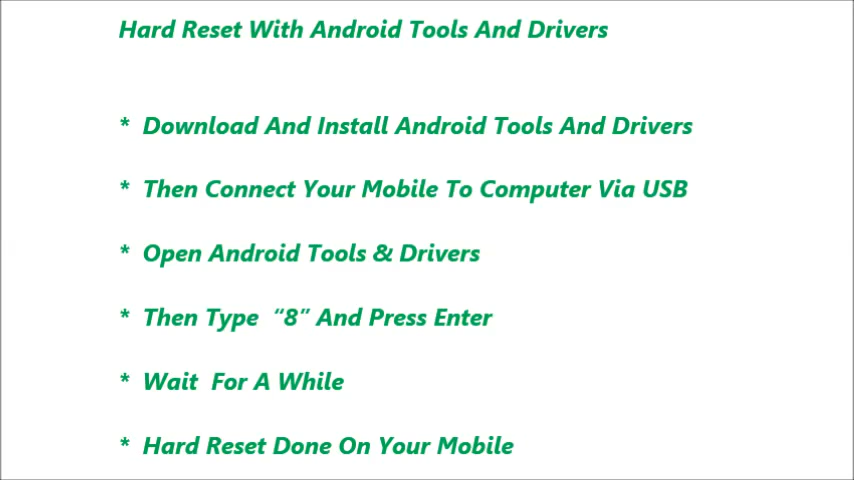 Hard Reset With Android Tools And Drivers
* Download And Install Android Tools And Drivers
* Then Connect Your Mobile To Computer Via USB
* Open Android Tools & Drivers
* Then Type “8” And Press Enter
* Wait For A While
* Hard Reset Done On Your Mobile